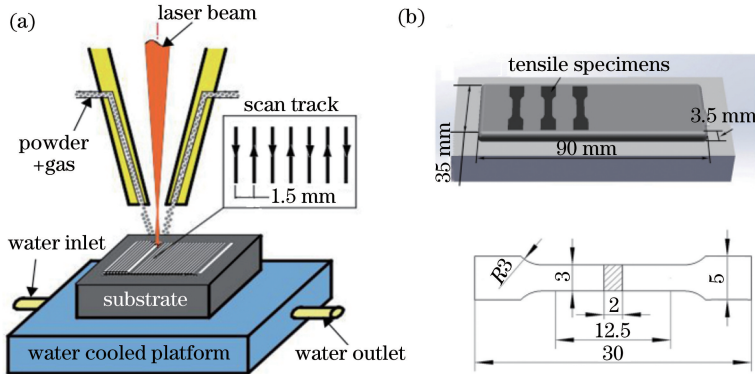 (a)
laser beam
powder
+gas
scan track
1.5 mm
water inlet
substrate
water cooled platform
water outlet
(b)
tensile specimens
3.5 mm
90 mm
35 mm
R3
3
5
2
12.5
30